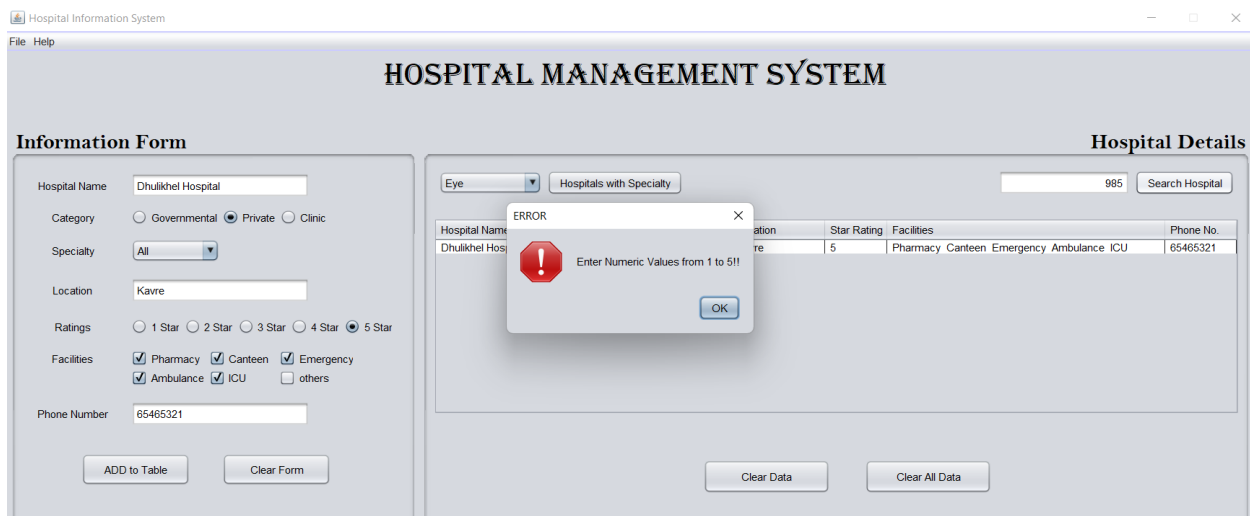 Hospital Information System
File Help
HOSPITAL MANAGEMENT SYSTEM
Information Form
Hospital Name Dhulikhel Hospital
Category Governmental Private Clinic
Specialty All
Location Kavre
Ratings 1 Star 2 Star 3 Star 4 Star 5 Star
Facilities Pharmacy Canteen Emergency
Ambulance ICU others
Phone Number 65465321
ADD to Table Clear Form
Hospital Details
Eye Hospitals with Specialty 985 Search Hospital
Hospital Name Star Rating Facilities Phone No.
Dhulikhel 5 Pharmacy Canteen Emergency Ambulance ICU 65465321
ERROR
Enter Numeric Values from 1 to 5!!
OK
Clear Data Clear All Data